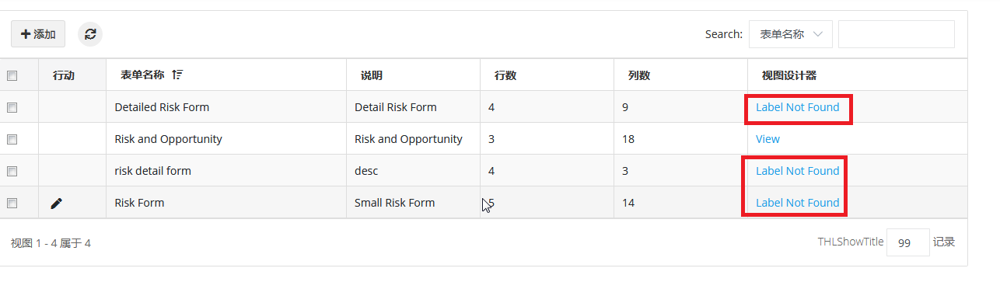 添加 Search: 表单名称
行动 表单名称 说明 行数 列数 视图设计器
Detailed Risk Form Detail Risk Form 4 9 Label Not Found
Risk and Opportunity Risk and Opportunity 3 18 View
risk detail form desc 4 3 Label Not Found
Risk Form Small Risk Form 5 14 Label Not Found
视图 1 - 4 属于 4 THLShowTitle 99 记录